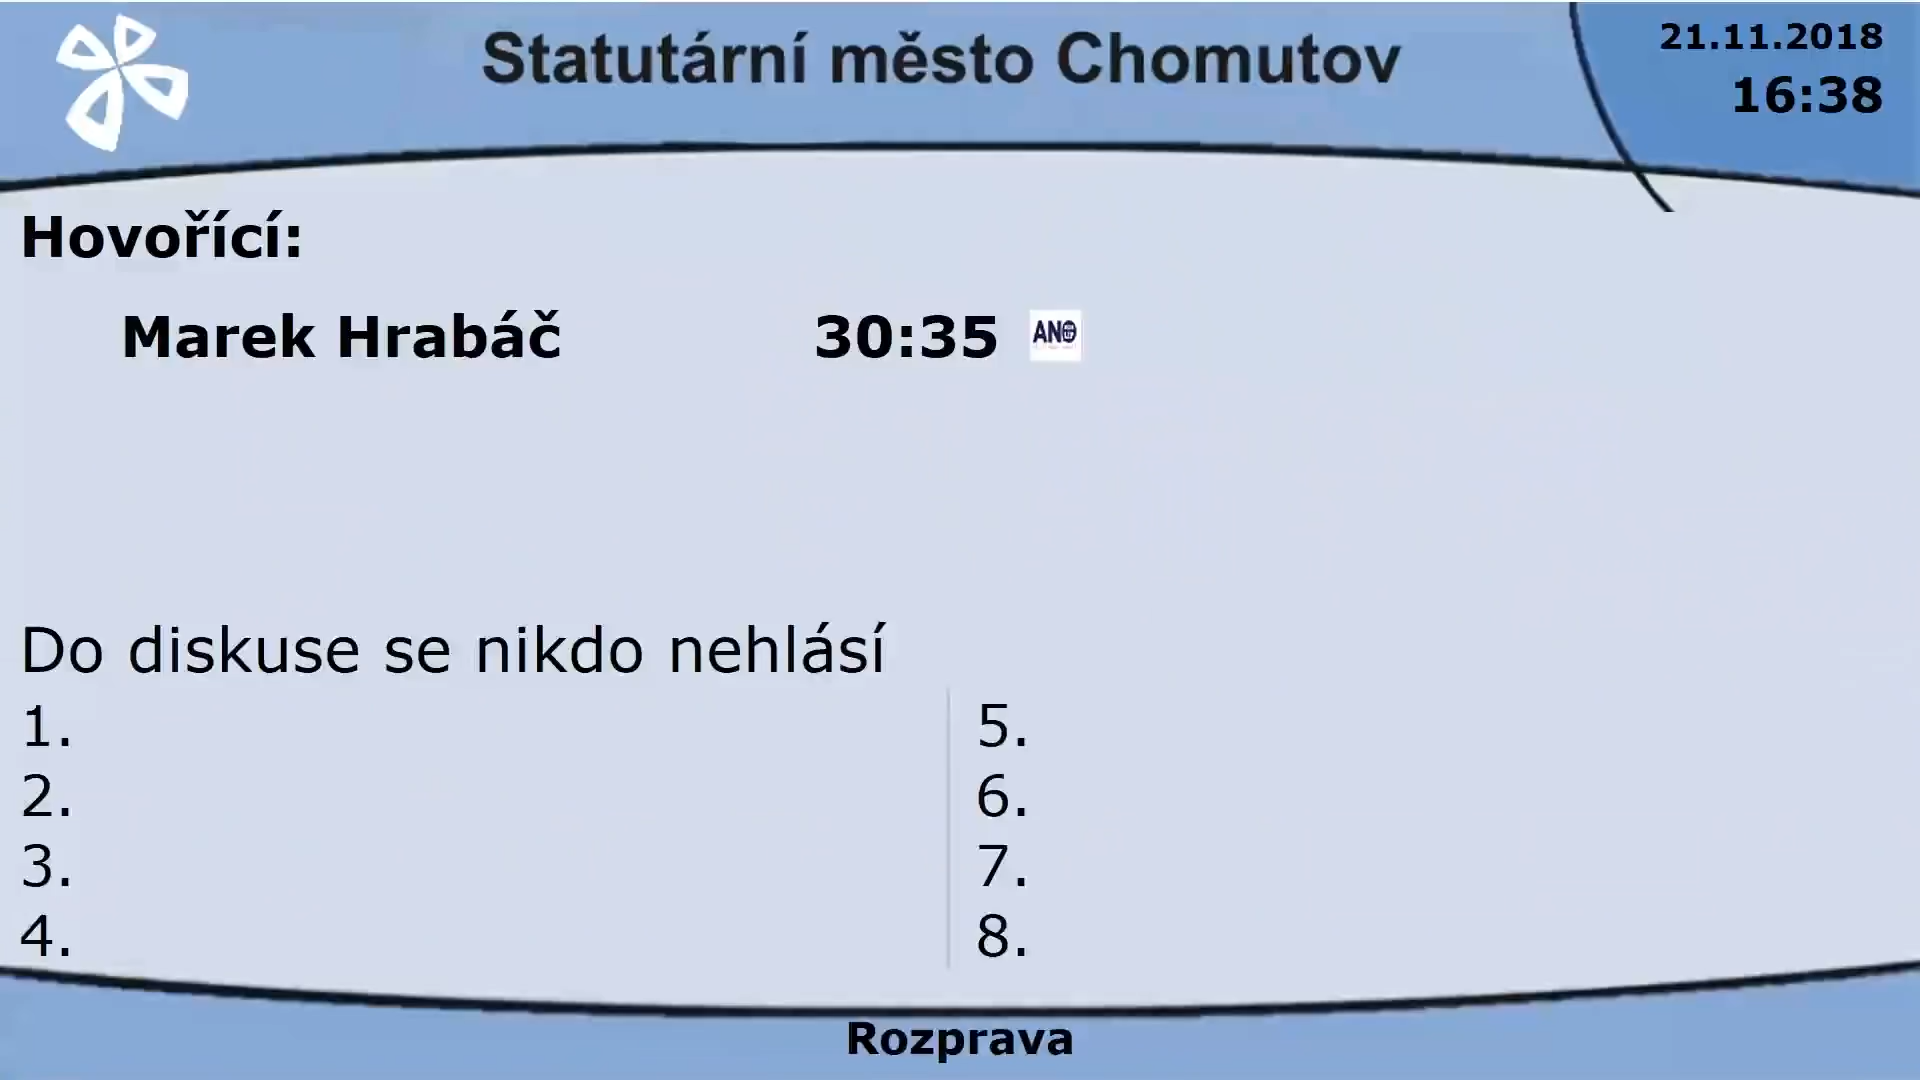 Statutární město Chomutov
21.11.2018
16:38
Hovořící:
Marek Hrabáč 30:35 ANO
Do diskuse se nikdo nehlásí
1.
2.
3.
4.
5.
6.
7.
8.
Rozprava